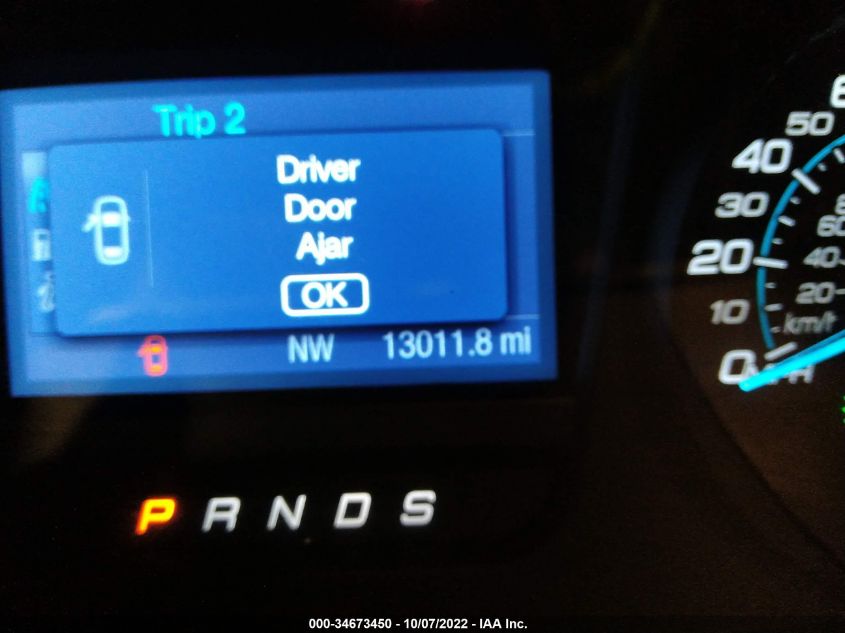 Trip 2
Driver
Door
Ajar
OK
NW 13011.8 mi
P R N D S
50
40
30
20
10
0
60
40
20
km/h
000-34673450 - 10/07/2022 - IAA Inc.